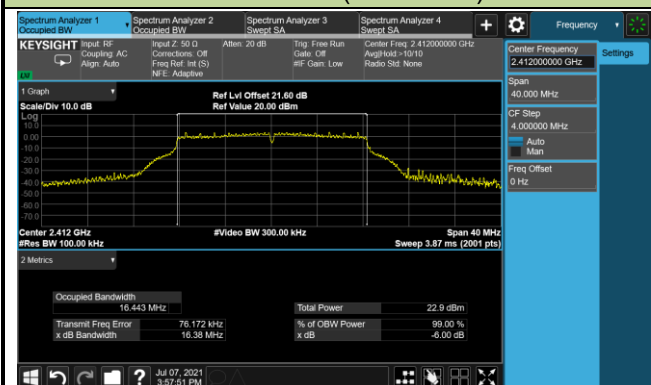 Spectrum Analyzer 1
Occupied BW
Spectrum Analyzer 2
Occupied BW
Spectrum Analyzer 3
Swept SA
Spectrum Analyzer 4
Swept SA
+
Frequency
KEYSIGHT
Input: RF
Coupling: AC
Align: Auto
Input Z: 50 Ω
Corrections: Off
Freq Ref: Int (S)
NFE: Adaptive
Atten: 20 dB
Trig: Free Run
Gate: Off
#IF Gain: Low
Center Freq: 2.412000000 GHz
Avg|Hold:>10/10
Radio Std: None
Center Frequency
2.412000000 GHz
Settings
Span
40.000 MHz
CF Step
4.000000 MHz
Auto
Man
Freq Offset
0 Hz
1 Graph
Scale/Div 10.0 dB
Ref Lvl Offset 21.60 dB
Ref Value 20.00 dBm
Log
10.0
0.00
-10.0
-20.0
-30.0
-40.0
-50.0
-60.0
-70.0
Center 2.412 GHz
#Res BW 100.00 kHz
#Video BW 300.00 kHz
Span 40 MHz
Sweep 3.87 ms (2001 pts)
2 Metrics
Occupied Bandwidth
16.443 MHz
Total Power
22.9 dBm
Transmit Freq Error
76.172 kHz
% of OBW Power
99.00 %
x dB Bandwidth
16.38 MHz
x dB
-6.00 dB
?
Jul 07, 2021
3:57:51 PM